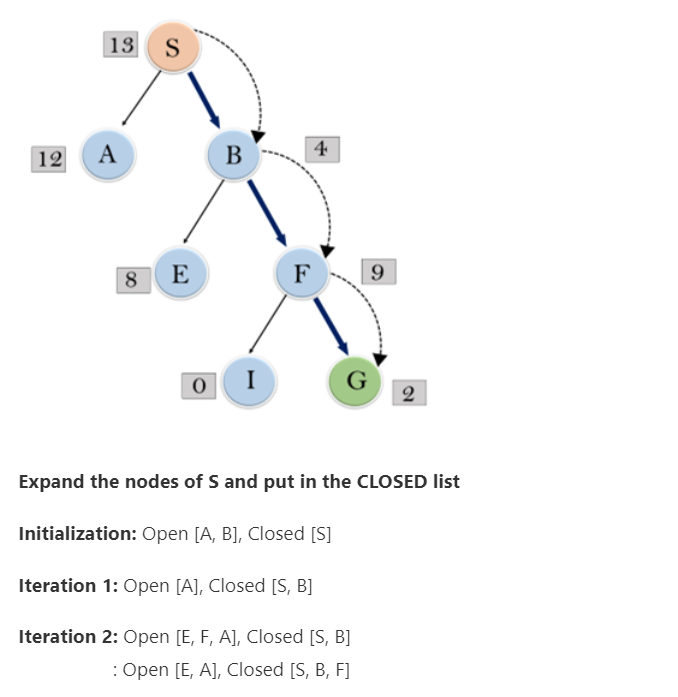 13 S
12 A B 4
8 E F 9
0 I G 2
Expand the nodes of S and put in the CLOSED list
Initialization: Open [A, B], Closed [S]
Iteration 1: Open [A], Closed [S, B]
Iteration 2: Open [E, F, A], Closed [S, B]
: Open [E, A], Closed [S, B, F]